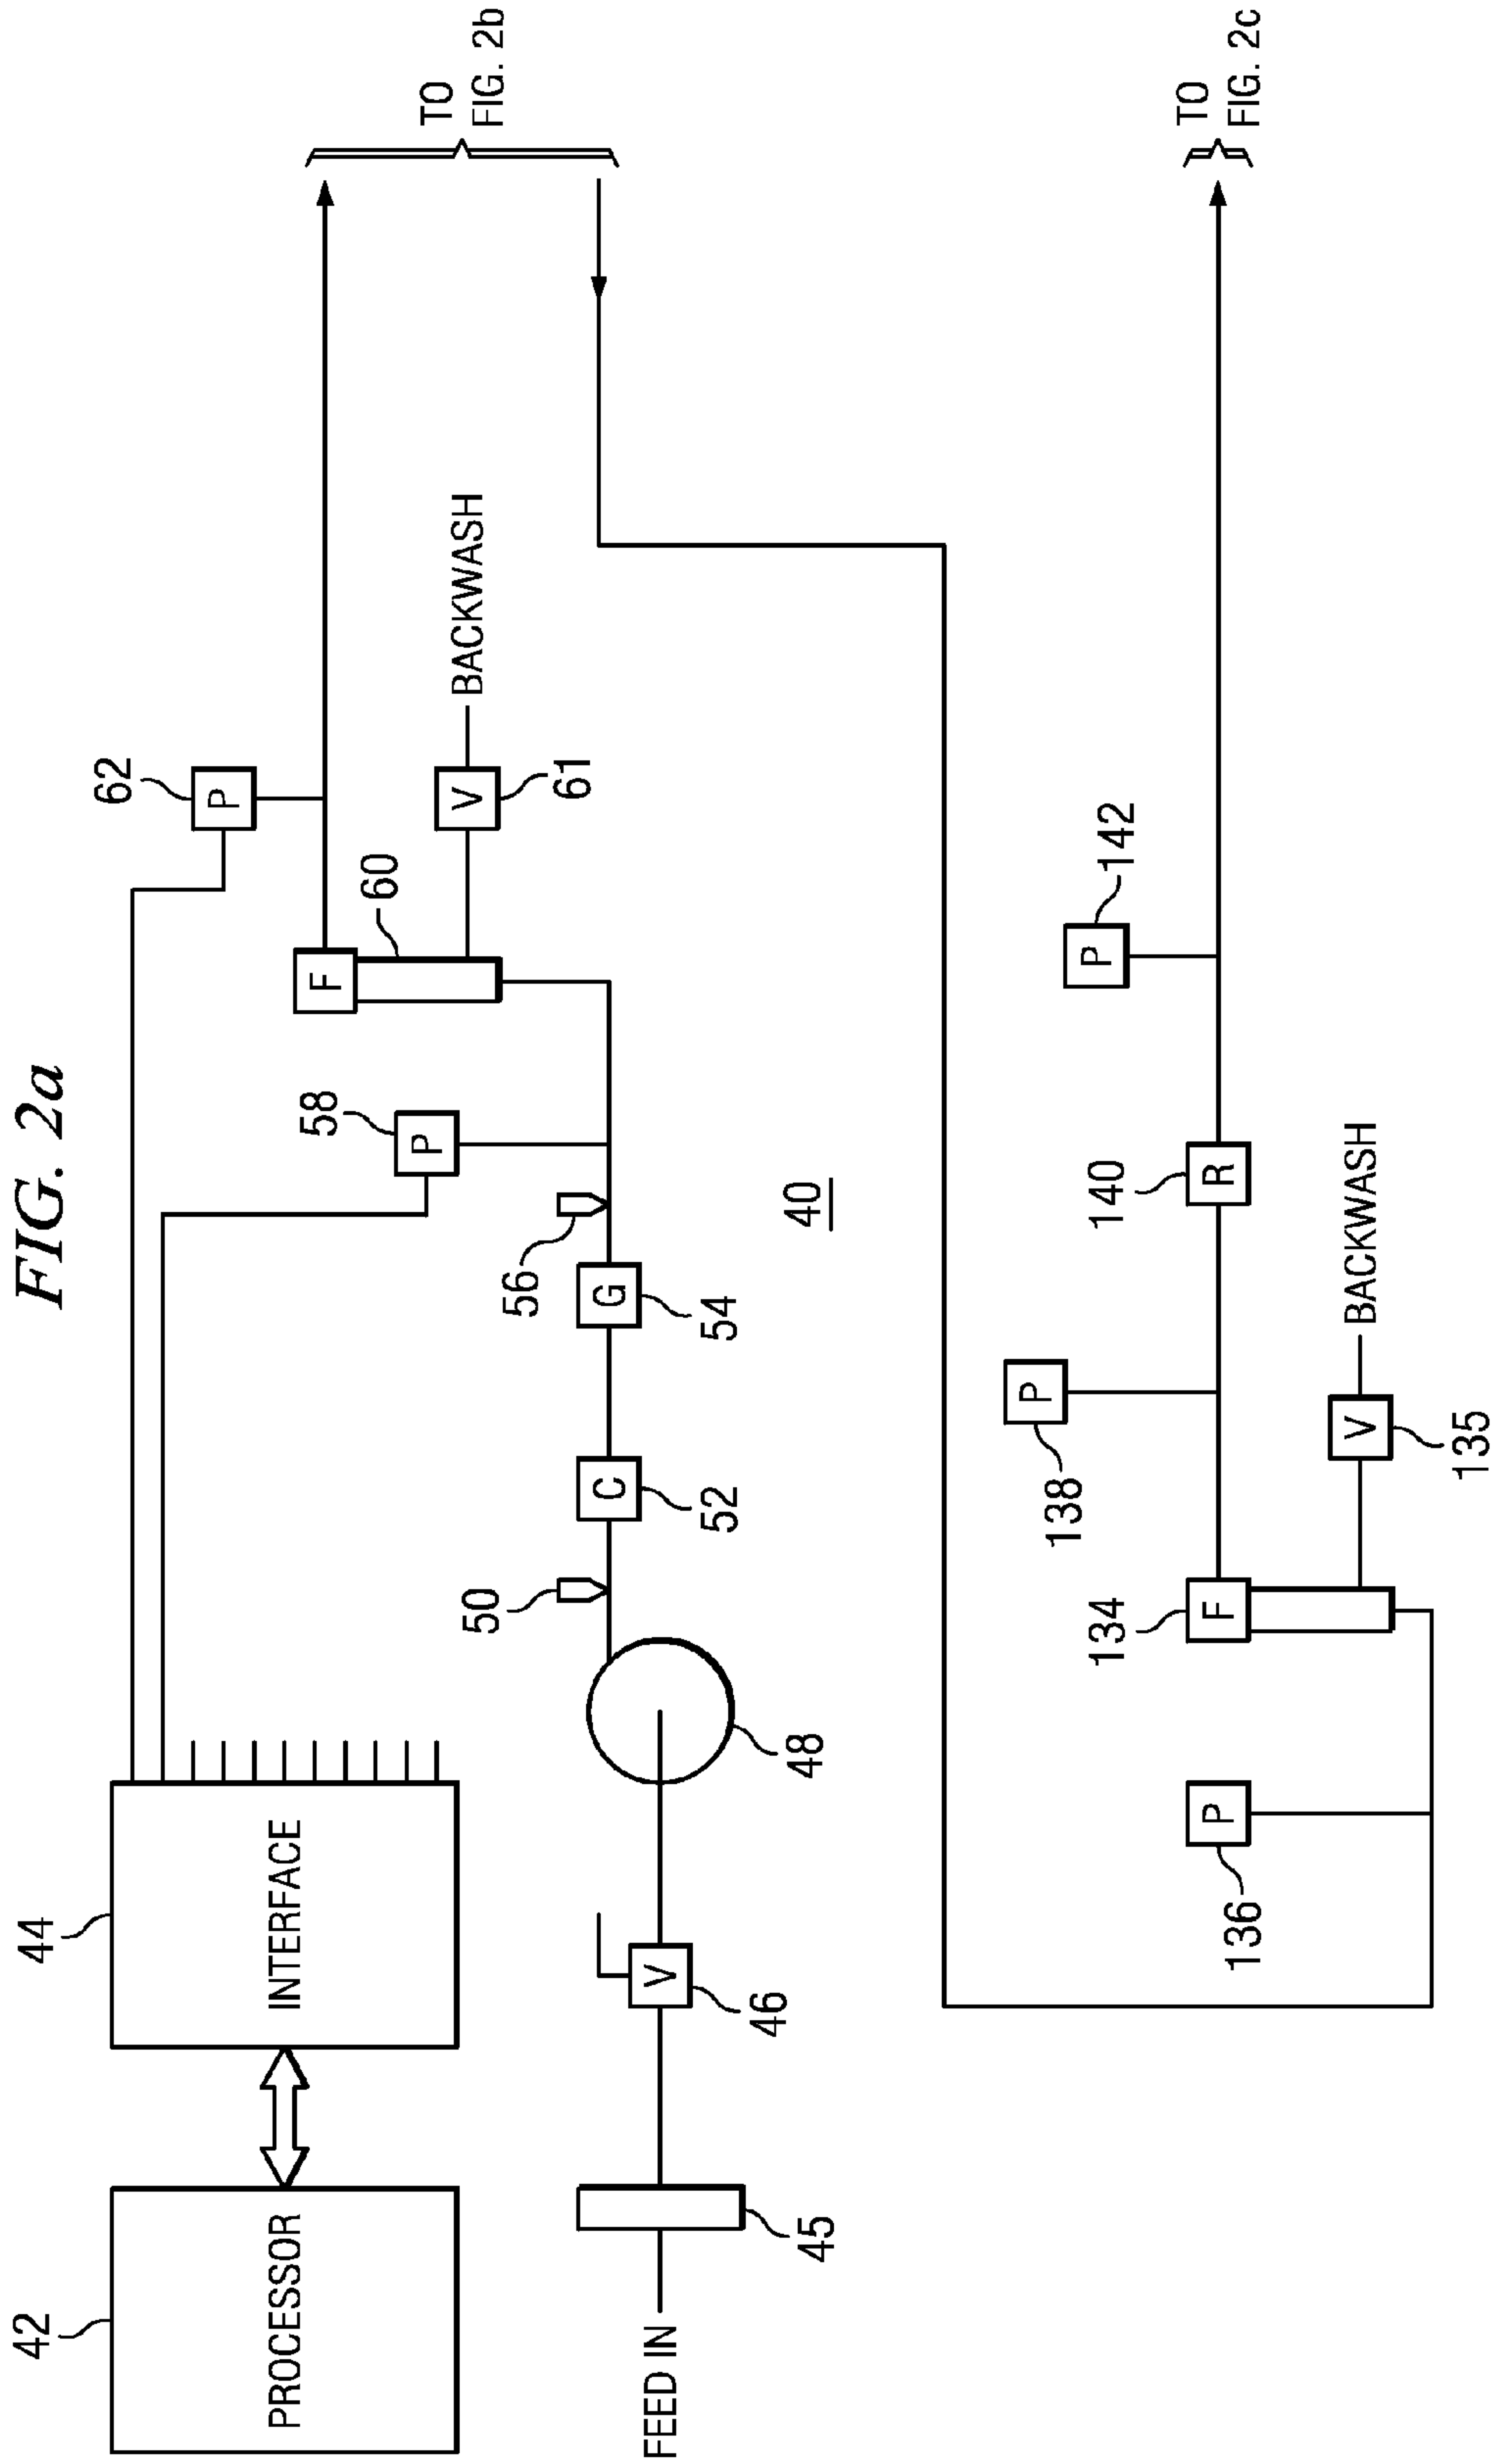 FIG. 2a
42
PROCESSOR
44
INTERFACE
62
P
58
P
F
60
V
61
BACKWASH
TO
FIG. 2b
FEED IN
45
V
46
48
50
C
52
G
54
56
40
P
136
F
134
V
135
BACKWASH
P
138
R
140
P
142
TO
FIG. 2c